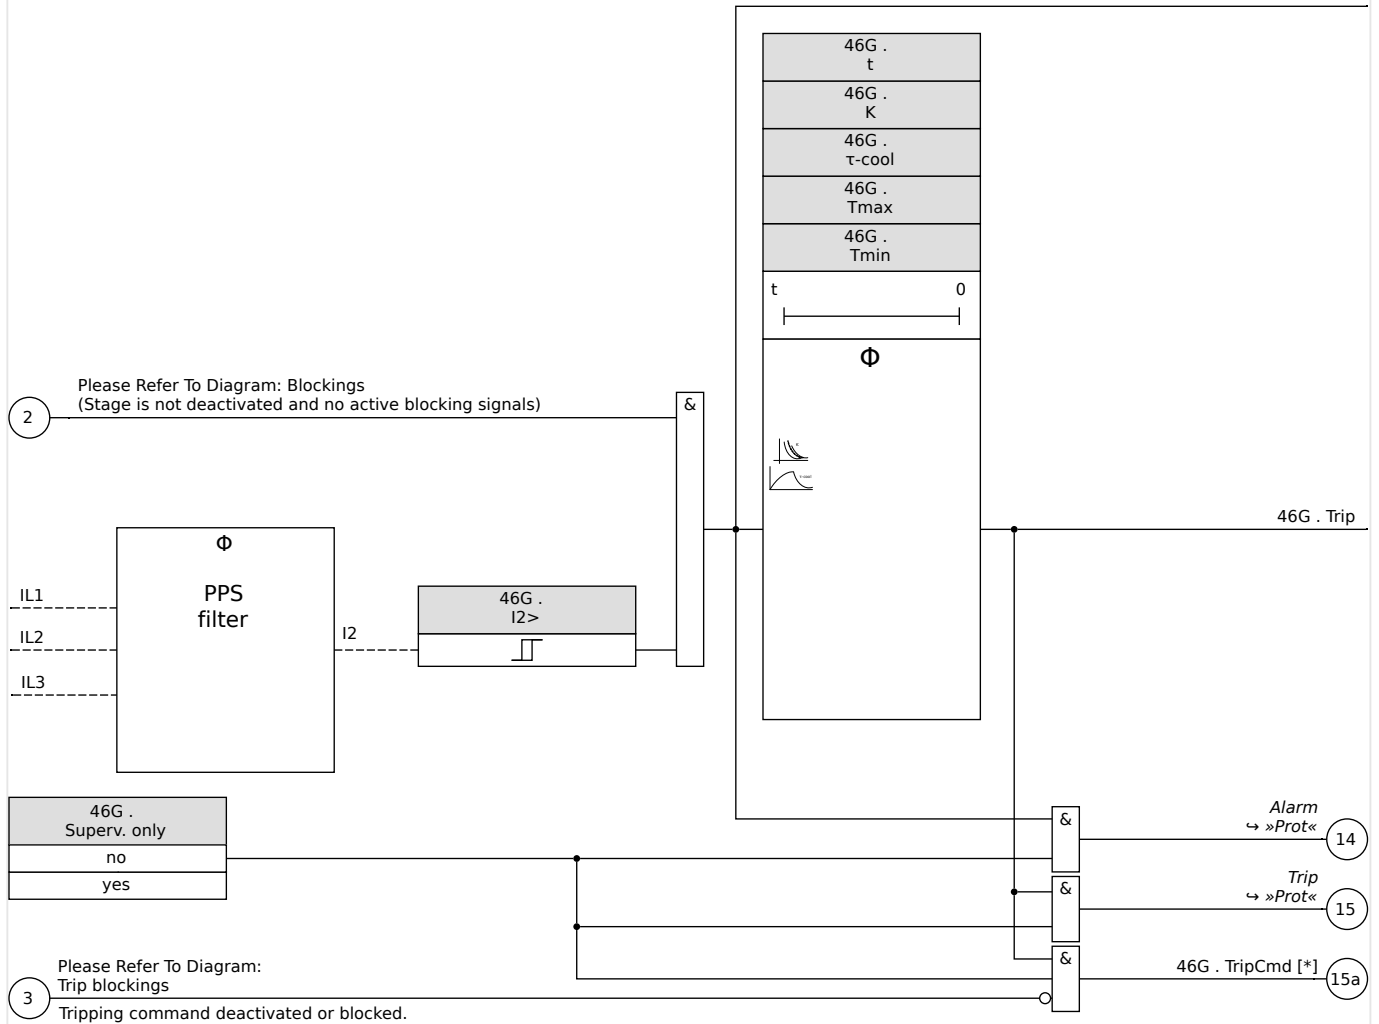 46G .
t
46G .
K
46G .
τ-cool
46G .
Tmax
46G .
Tmin
t 0
Φ
Please Refer To Diagram: Blockings
2
(Stage is not deactivated and no active blocking signals)
&
46G . Trip
Φ
PPS
filter
IL1
IL2
IL3
I2
46G .
I2>
46G .
Superv. only
no
yes
&
Alarm
↪ »Prot«
14
&
Trip
↪ »Prot«
15
&
46G . TripCmd [*]
15a
Please Refer To Diagram:
Trip blockings
3
Tripping command deactivated or blocked.